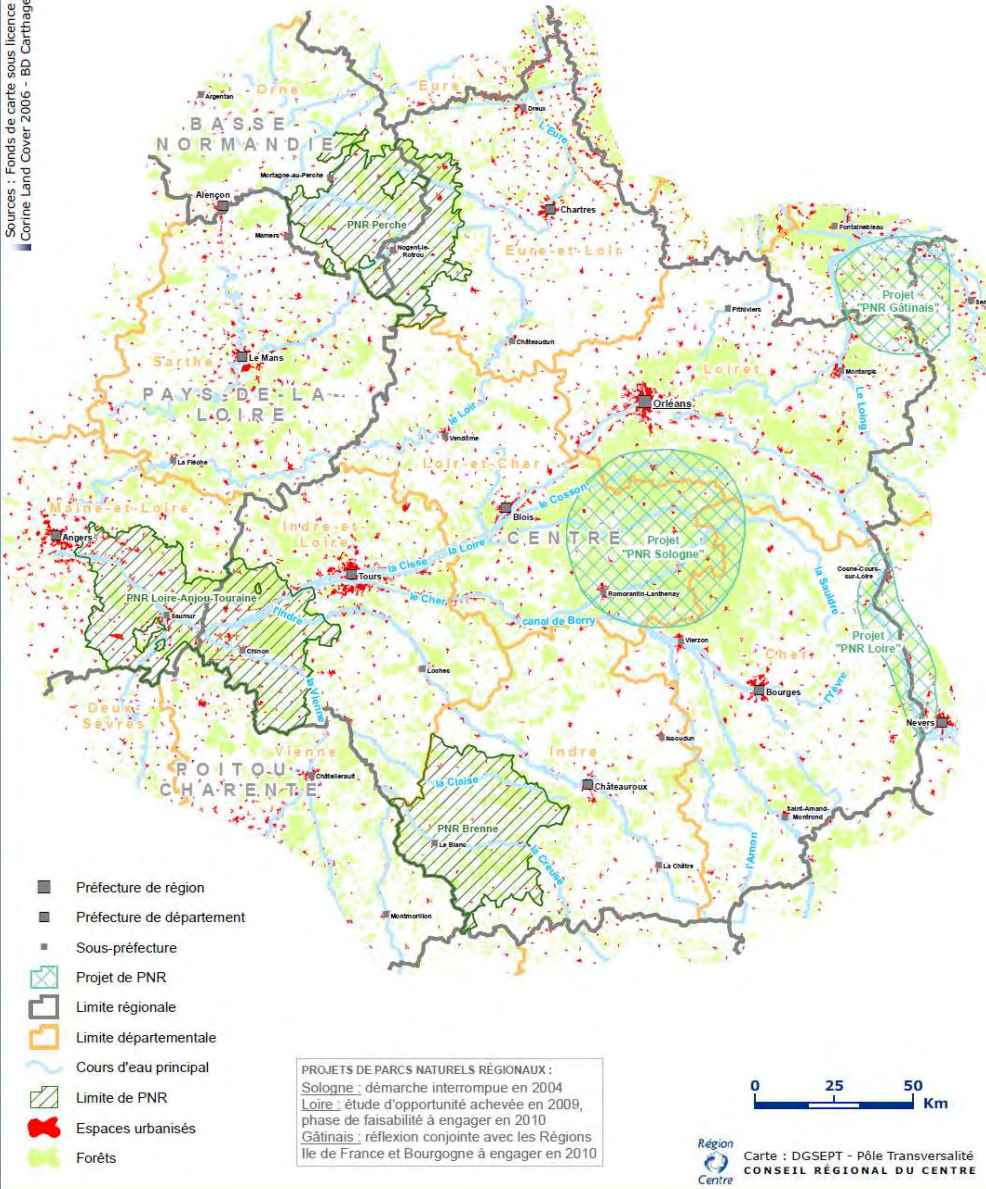 Sources : Fonds de carte sous licence
Corine Land Cover 2006 - BD Carthage
Orne
Eure
Argentan
Dreux
BASSE-
NORMANDIE
L'Eure
Mortagne-au-Perche
Alençon
Chartres
PNR Perche
Mamers
Nogent-le-
Rotrou
Fontainebleau
Eure-et-Loir
Projet
"PNR Gâtinais"
Pithiviers
Châteaudun
Sarthe
Le Mans
Loiret
Montargis
PAYS-DE-LA-
LOIRE
Orléans
Le Loing
le Loir
Vendôme
La Flèche
Loir-et-Cher
le Cosson
Maine-et-Loire
Blois
Indre-et-
Loire
CENTRE
Angers
Projet
"PNR Sologne"
la Loire
la Cisse
Tours
la Sauldre
Cosne-Cours-
sur-Loire
PNR Loire-Anjou-Touraine
le Cher
Romorantin-Lanthenay
l'Indre
Saumur
canal de Berry
Projet
"PNR Loire"
Chinon
Vierzon
Cher
Loches
la Vienne
Bourges
l'Yèvre
Deux-
Sèvres
Nevers
Issoudun
Vienne
Indre
POITOU-
CHARENTE
Châtellerault
la Claise
Châteauroux
Saint-Amand-
Montrond
PNR Brenne
Le Blanc
la Creuse
l'Arnon
La Châtre
Montmorillon
Préfecture de région
Préfecture de département
Sous-préfecture
Projet de PNR
Limite régionale
Limite départementale
Cours d'eau principal
Limite de PNR
Espaces urbanisés
Forêts
PROJETS DE PARCS NATURELS RÉGIONAUX :
Sologne : démarche interrompue en 2004
Loire : étude d'opportunité achevée en 2009,
phase de faisabilité à engager en 2010
Gâtinais : réflexion conjointe avec les Régions
Ile de France et Bourgogne à engager en 2010
0 25 50
Km
Région
Centre
Carte : DGSEPT - Pôle Transversalité
CONSEIL RÉGIONAL DU CENTRE